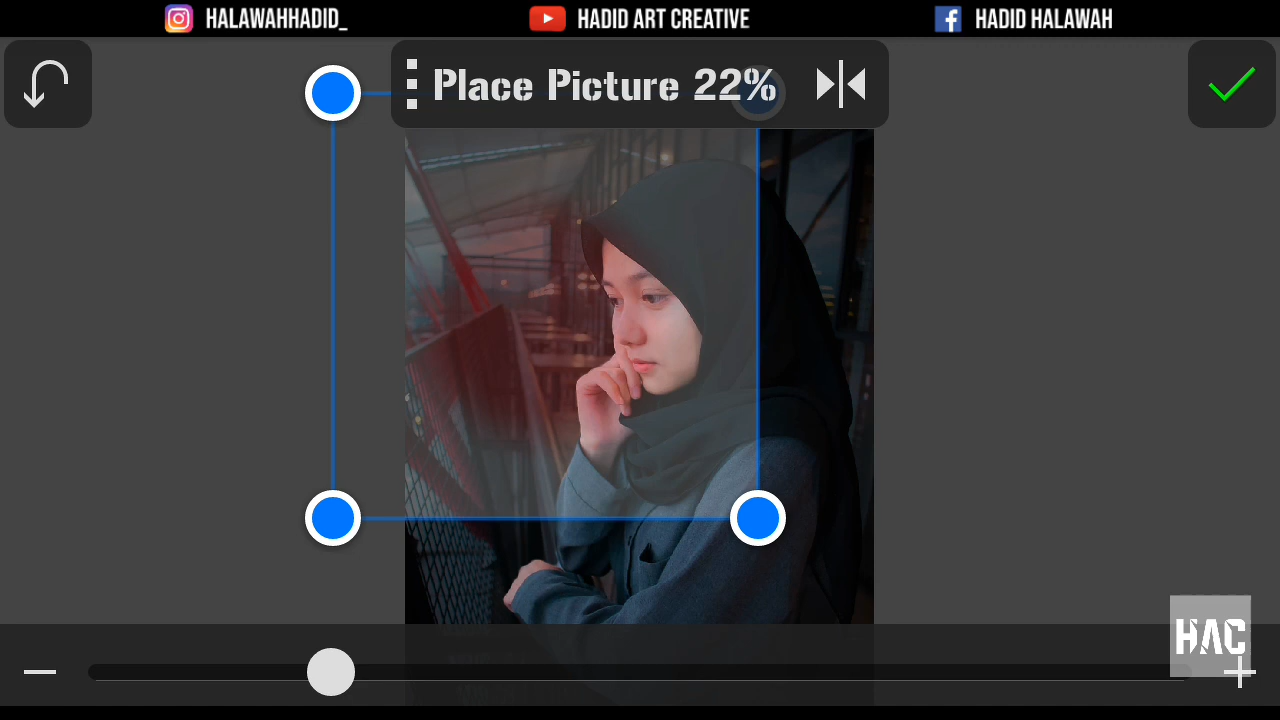 HALAWAHHADID_
HADID ART CREATIVE
HADID HALAWAH
Place Picture 22%
HAC